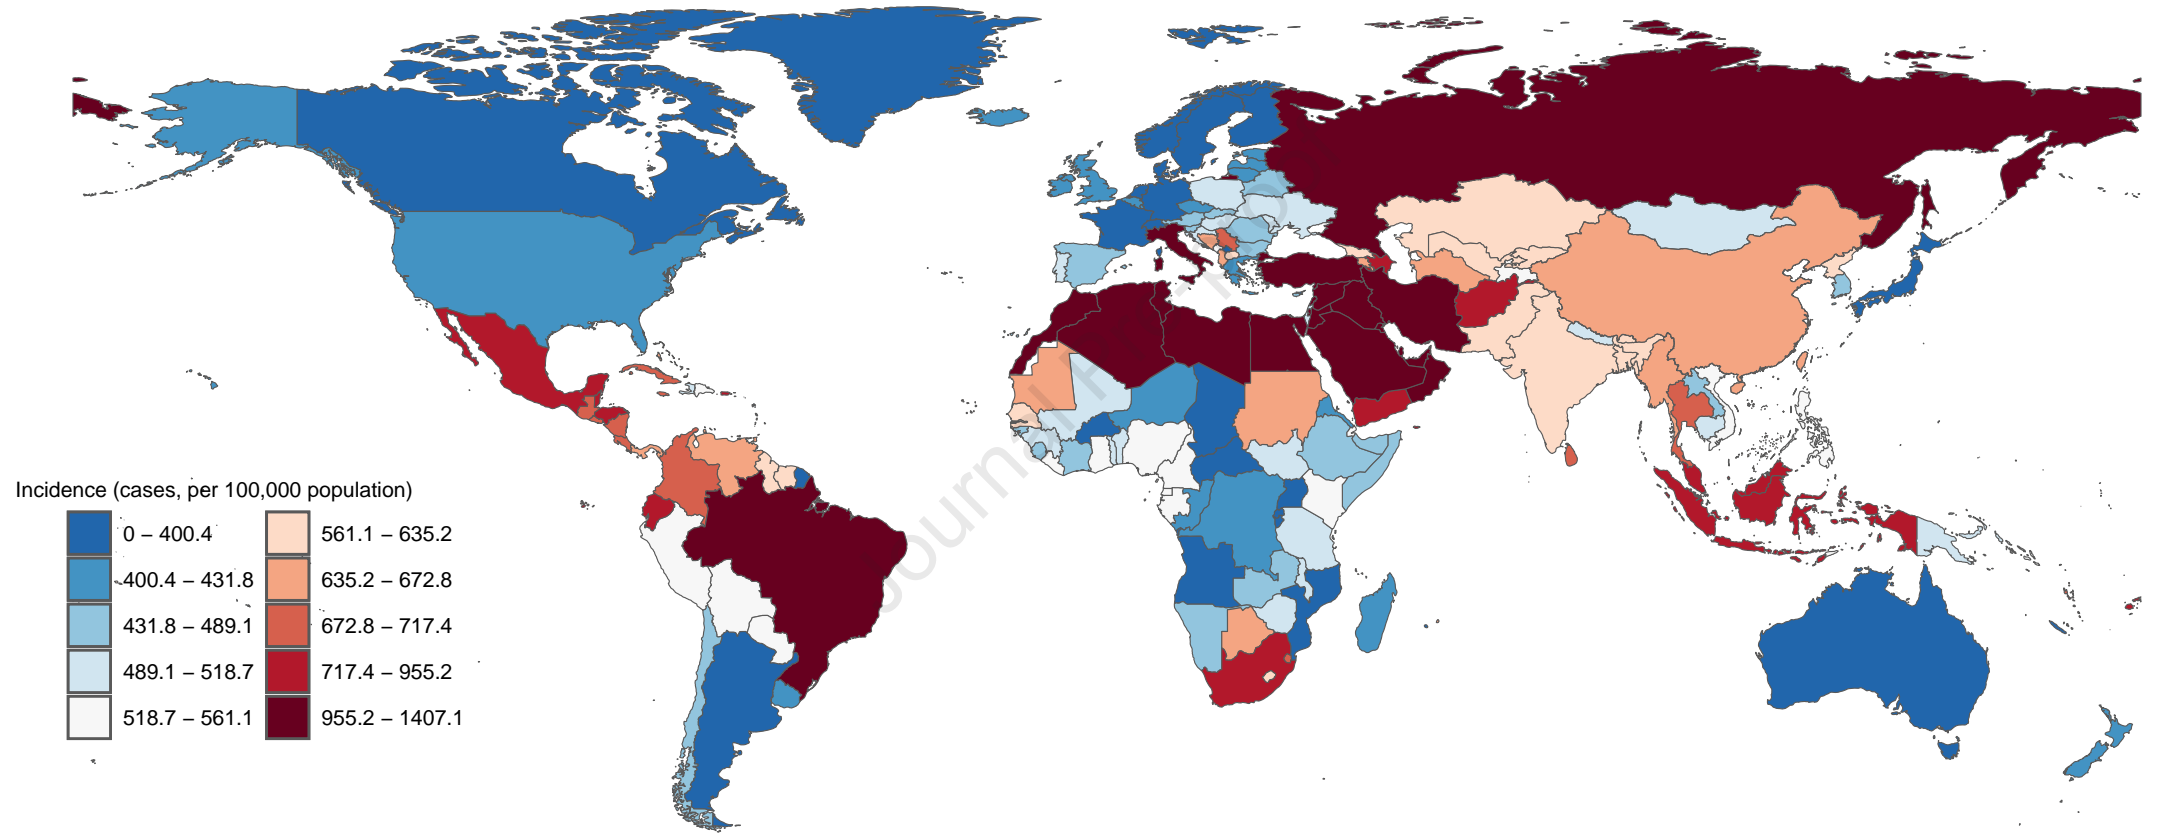 Incidence (cases, per 100,000 population)
0 – 400.4
400.4 – 431.8
431.8 – 489.1
489.1 – 518.7
518.7 – 561.1
561.1 – 635.2
635.2 – 672.8
672.8 – 717.4
717.4 – 955.2
955.2 – 1407.1
Journal